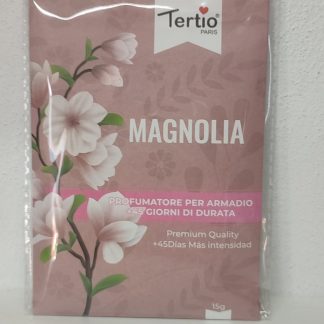 Tertio
PARIS
MAGNOLIA
PROFUMATORE PER ARMADIO
+45 GIORNI DI DURATA
Premium Quality
+45Días Más intensidad
15g